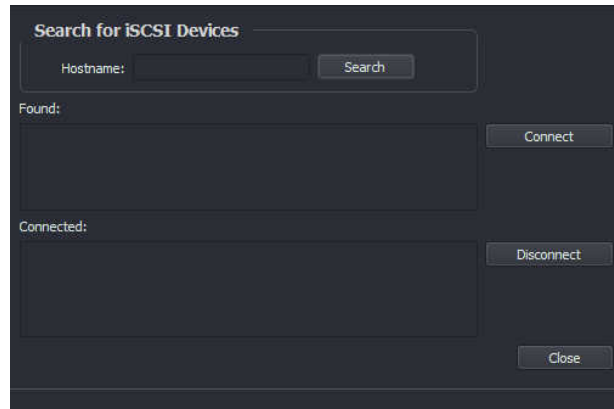 Search for iSCSI Devices
Hostname:
Search
Found:
Connect
Connected:
Disconnect
Close